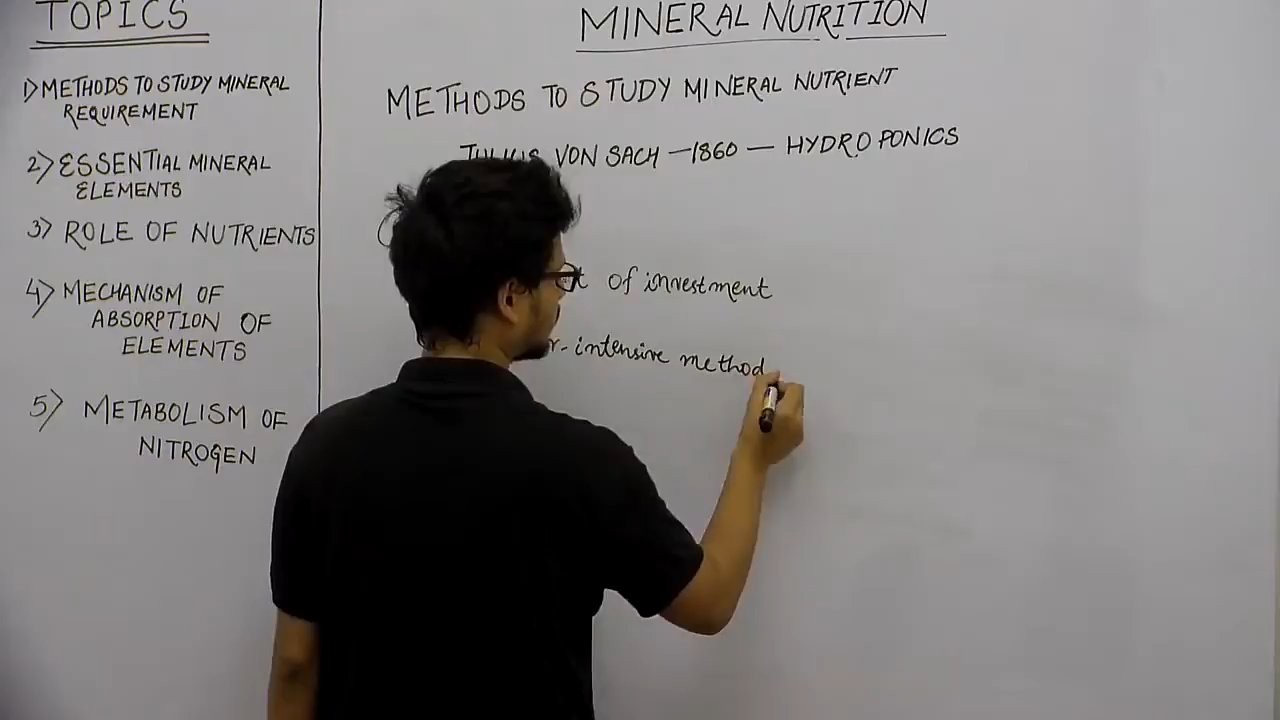 TOPICS
1) METHODS TO STUDY MINERAL
REQUIREMENT
2) ESSENTIAL MINERAL
ELEMENTS
3) ROLE OF NUTRIENTS
4) MECHANISM OF
ABSORPTION OF
ELEMENTS
5) METABOLISM OF
NITROGEN
MINERAL NUTRITION
METHODS TO STUDY MINERAL NUTRIENT
JULIUS VON SACH - 1860 - HYDROPONICS
of investment
intensive method